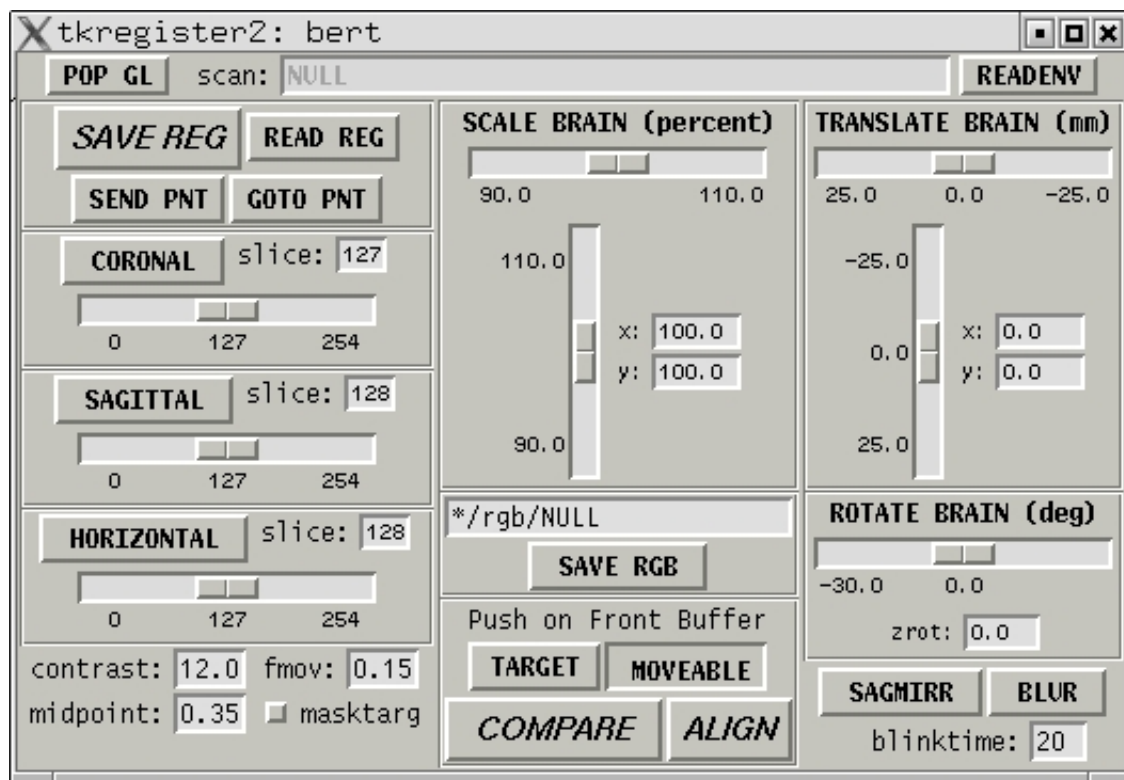 tkregister2: bert
POP GL scan: NULL READENV
SAVE REG READ REG
SEND PNT GOTO PNT
CORONAL slice: 127
0 127 254
SAGITTAL slice: 128
0 127 254
HORIZONTAL slice: 128
0 127 254
contrast: 12.0 fmov: 0.15
midpoint: 0.35 masktarg
SCALE BRAIN (percent)
90.0 110.0
110.0
x: 100.0
y: 100.0
90.0
*/rgb/NULL
SAVE RGB
Push on Front Buffer
TARGET MOVEABLE
COMPARE ALIGN
TRANSLATE BRAIN (mm)
25.0 0.0 -25.0
-25.0
x: 0.0
0.0
y: 0.0
25.0
ROTATE BRAIN (deg)
-30.0 0.0
zrot: 0.0
SAGMIRR BLUR
blinktime: 20